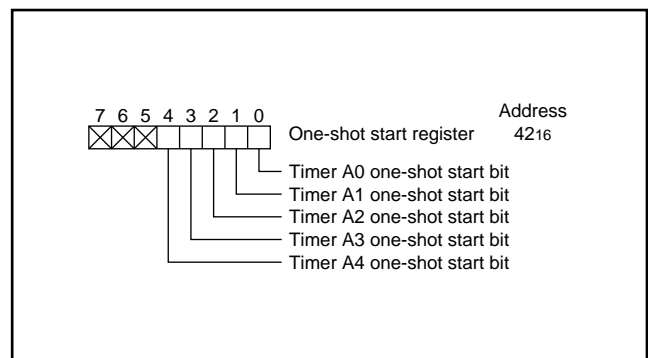 7 6 5 4 3 2 1 0
Address
One-shot start register 4216
Timer A0 one-shot start bit
Timer A1 one-shot start bit
Timer A2 one-shot start bit
Timer A3 one-shot start bit
Timer A4 one-shot start bit